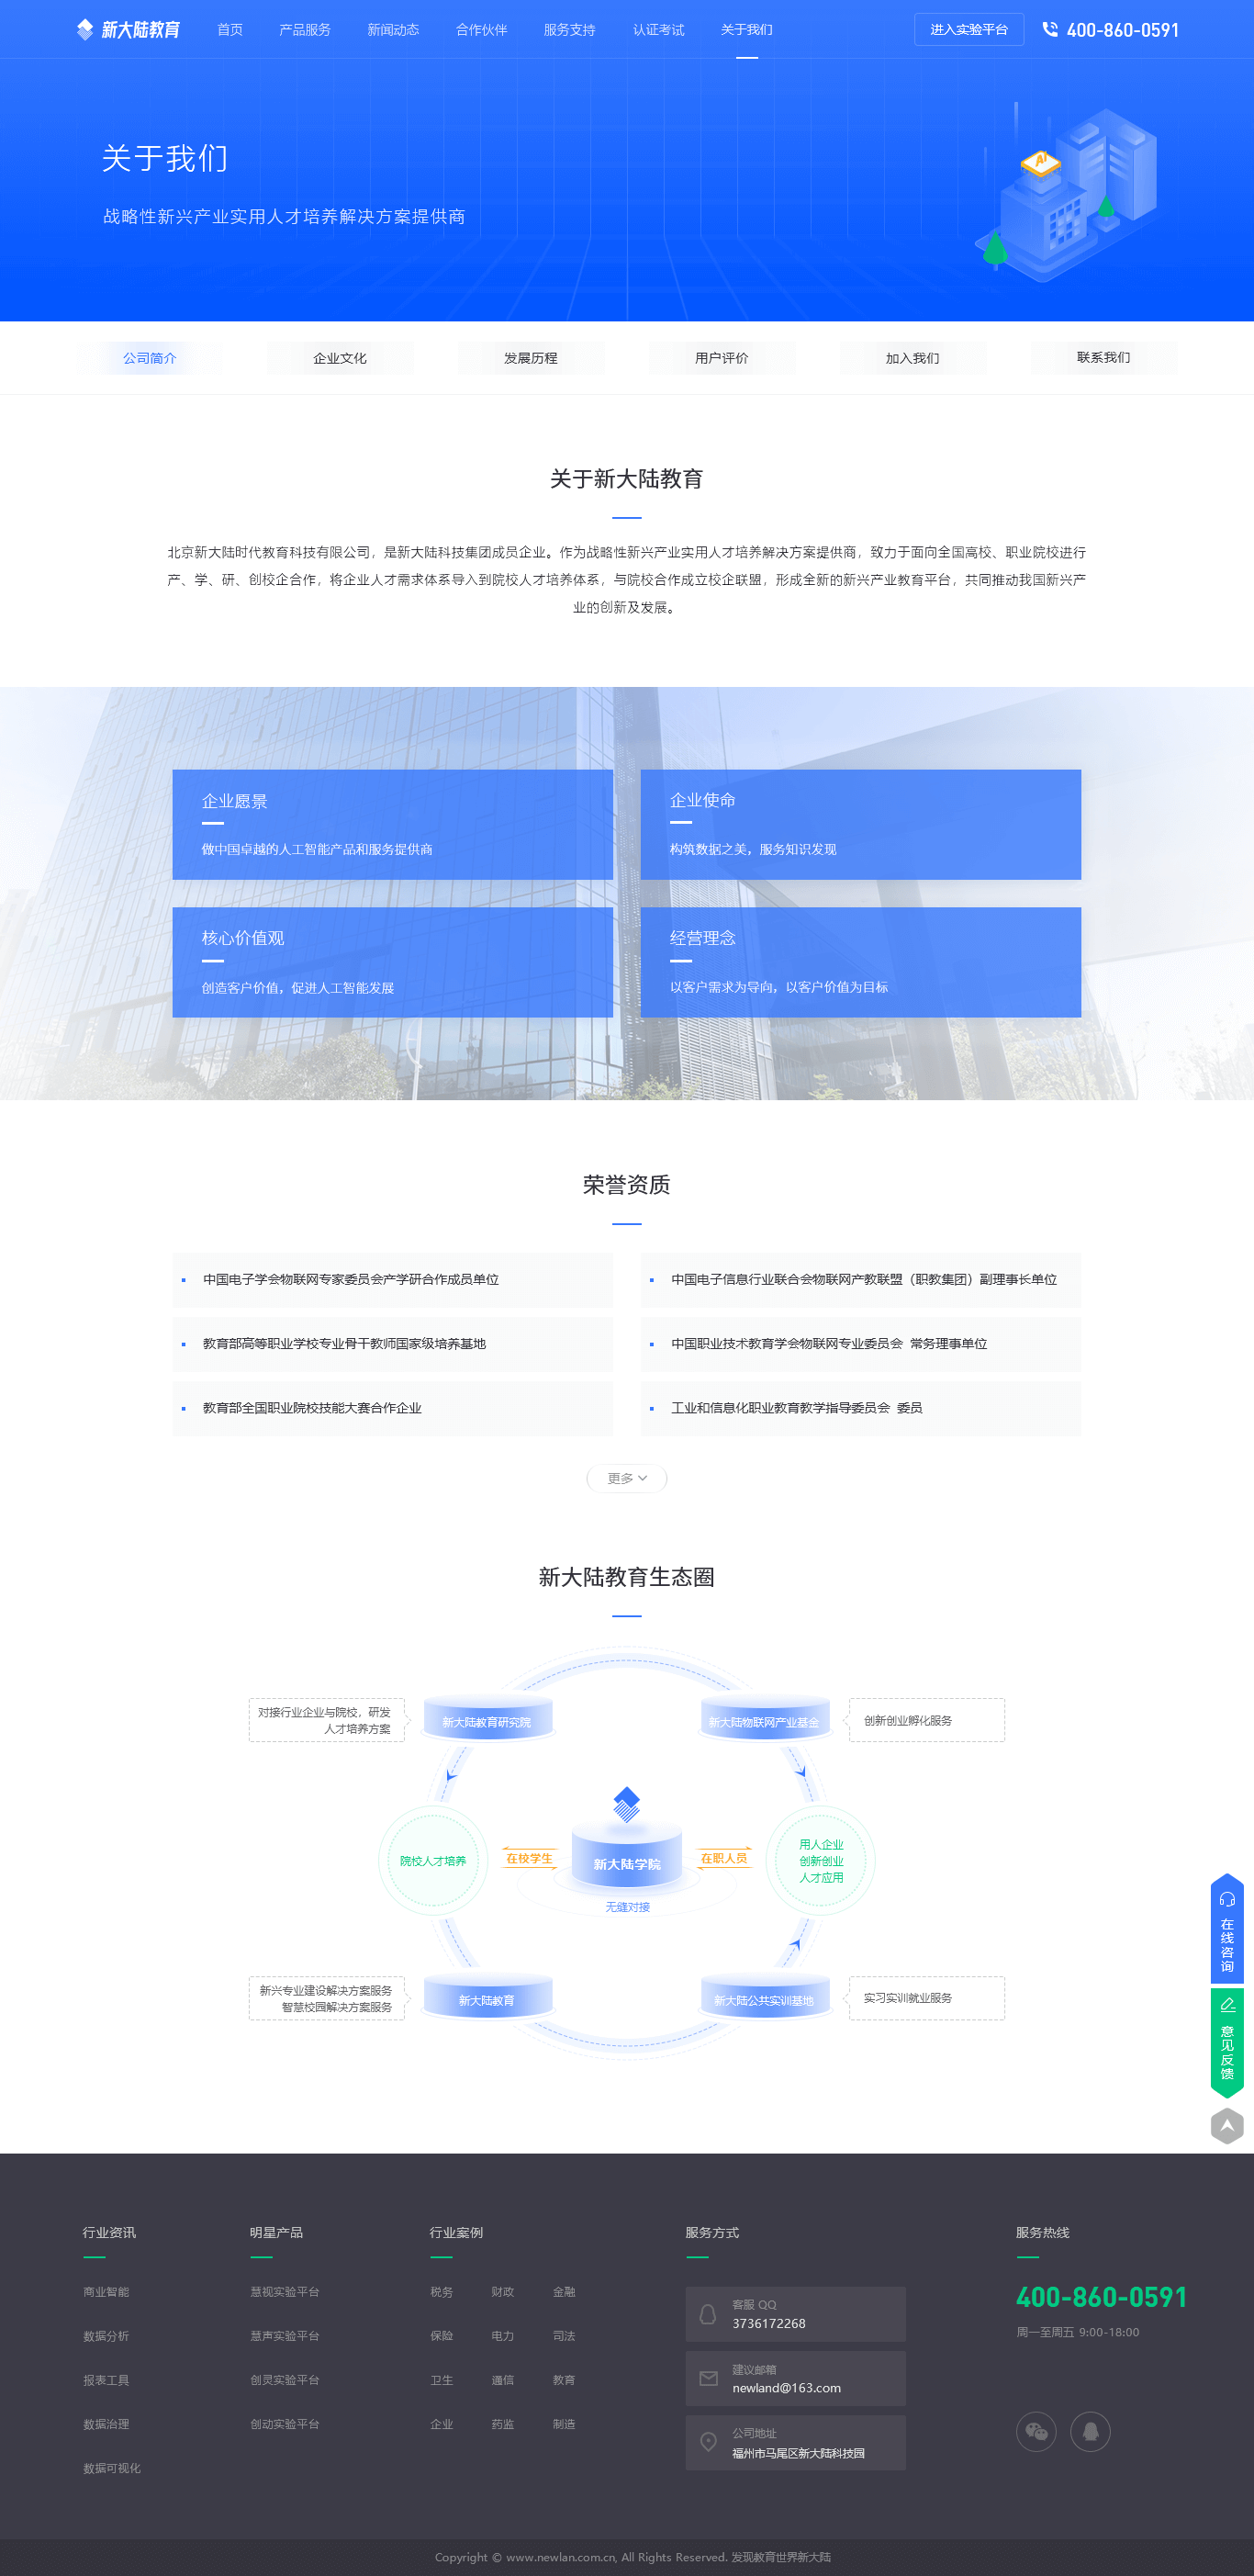 新大陆教育
首页
产品服务
新闻动态
合作伙伴
服务支持
认证考试
关于我们
进入实验平台
400-860-0591
关于我们
战略性新兴产业实用人才培养解决方案提供商
AI
公司简介
企业文化
发展历程
用户评价
加入我们
联系我们
关于新大陆教育
北京新大陆时代教育科技有限公司，是新大陆科技集团成员企业。作为战略性新兴产业实用人才培养解决方案提供商，致力于面向全国高校、职业院校进行
产、学、研、创校企合作，将企业人才需求体系导入到院校人才培养体系，与院校合作成立校企联盟，形成全新的新兴产业教育平台，共同推动我国新兴产
业的创新及发展。
企业愿景
做中国卓越的人工智能产品和服务提供商
企业使命
构筑数据之美，服务知识发现
核心价值观
创造客户价值，促进人工智能发展
经营理念
以客户需求为导向，以客户价值为目标
荣誉资质
中国电子学会物联网专家委员会产学研合作成员单位
中国电子信息行业联合会物联网产教联盟（职教集团）副理事长单位
教育部高等职业学校专业骨干教师国家级培养基地
中国职业技术教育学会物联网专业委员会 常务理事单位
教育部全国职业院校技能大赛合作企业
工业和信息化职业教育教学指导委员会 委员
更多
新大陆教育生态圈
对接行业企业与院校，研发
人才培养方案
新大陆教育研究院
新大陆物联网产业基金
创新创业孵化服务
院校人才培养
在校学生
新大陆学院
在职人员
用人企业
创新创业
人才应用
无缝对接
新兴专业建设解决方案服务
智慧校园解决方案服务
新大陆教育
新大陆公共实训基地
实习实训就业服务
在线咨询
意见反馈
行业资讯
商业智能
数据分析
报表工具
数据治理
数据可视化
明星产品
慧视实验平台
慧声实验平台
创灵实验平台
创动实验平台
行业案例
税务 财政 金融
保险 电力 司法
卫生 通信 教育
企业 药监 制造
服务方式
客服 QQ
3736172268
建议邮箱
newland@163.com
公司地址
福州市马尾区新大陆科技园
服务热线
400-860-0591
周一至周五 9:00-18:00
Copyright © www.newlan.com.cn, All Rights Reserved. 发现教育世界新大陆